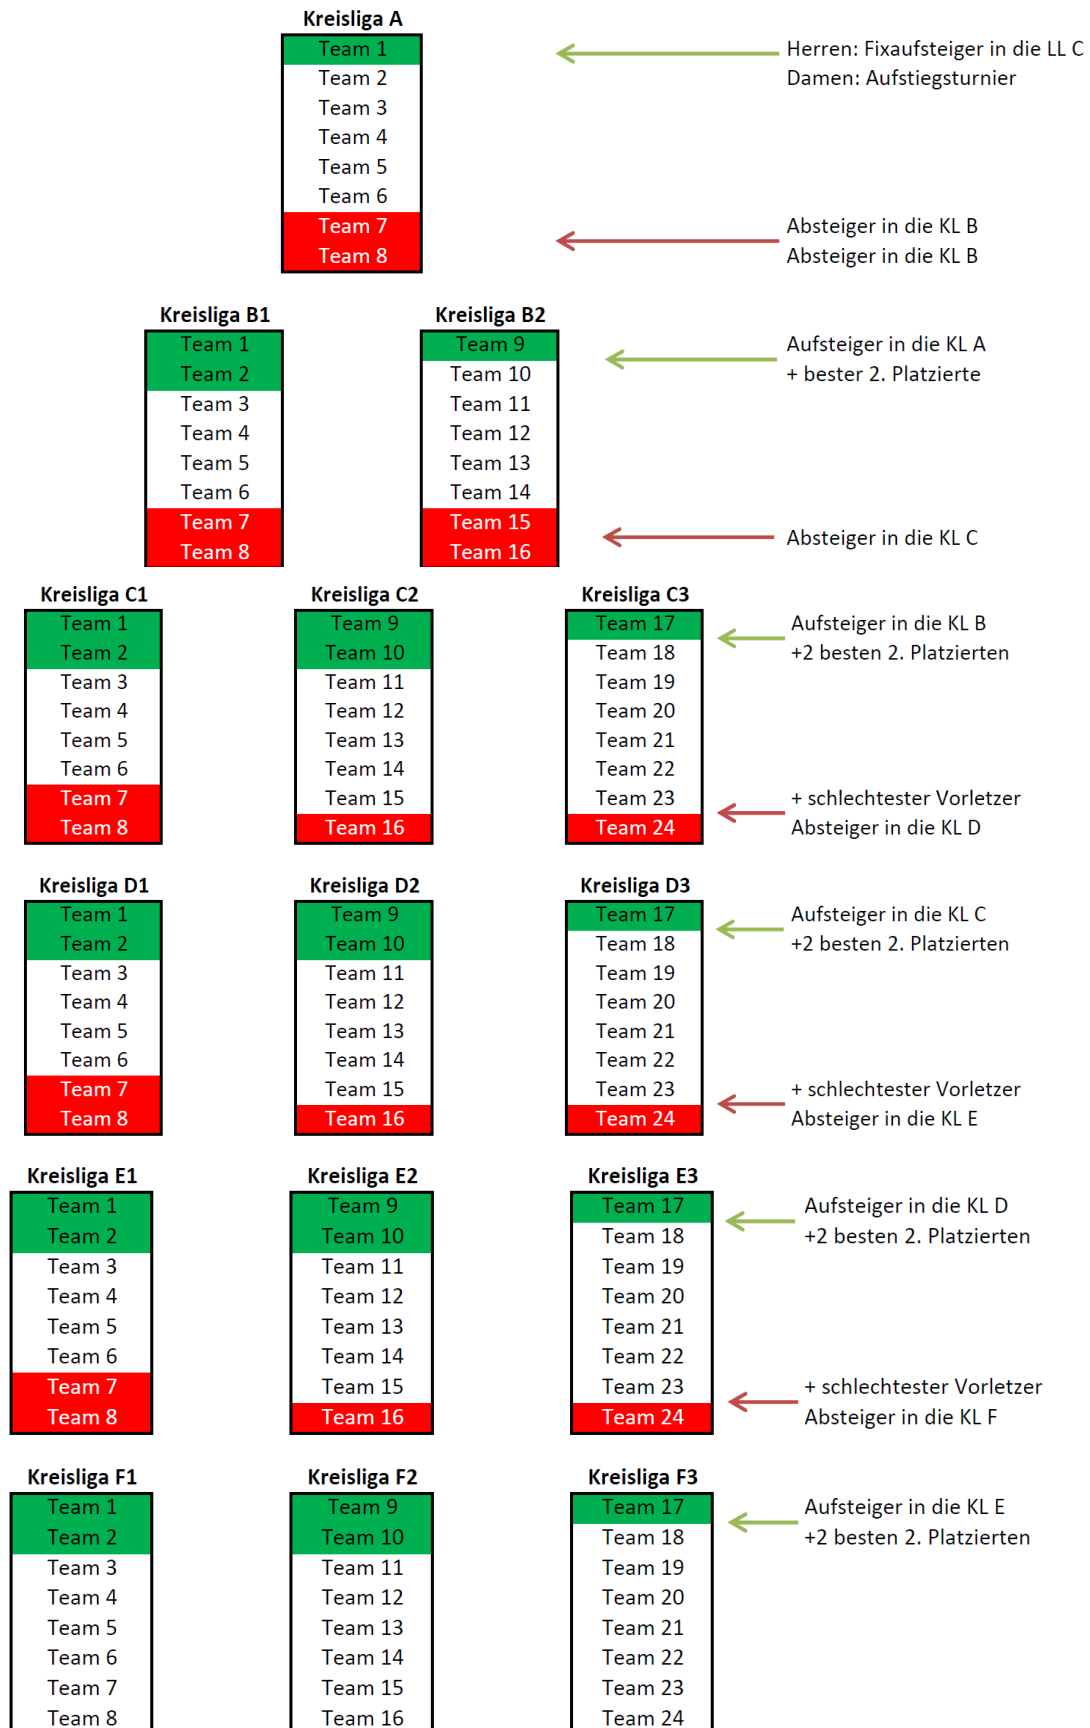 Kreisliga A
Team 1
Team 2
Team 3
Team 4
Team 5
Team 6
Team 7
Team 8
Herren: Fixaufsteiger in die LL C
Damen: Aufstiegsturnier
Absteiger in die KL B
Absteiger in die KL B
Kreisliga B1
Team 1
Team 2
Team 3
Team 4
Team 5
Team 6
Team 7
Team 8
Kreisliga B2
Team 9
Team 10
Team 11
Team 12
Team 13
Team 14
Team 15
Team 16
Aufsteiger in die KL A
+ bester 2. Platzierte
Absteiger in die KL C
Kreisliga C1
Team 1
Team 2
Team 3
Team 4
Team 5
Team 6
Team 7
Team 8
Kreisliga C2
Team 9
Team 10
Team 11
Team 12
Team 13
Team 14
Team 15
Team 16
Kreisliga C3
Team 17
Team 18
Team 19
Team 20
Team 21
Team 22
Team 23
Team 24
Aufsteiger in die KL B
+2 besten 2. Platzierten
+ schlechtester Vorletzer
Absteiger in die KL D
Kreisliga D1
Team 1
Team 2
Team 3
Team 4
Team 5
Team 6
Team 7
Team 8
Kreisliga D2
Team 9
Team 10
Team 11
Team 12
Team 13
Team 14
Team 15
Team 16
Kreisliga D3
Team 17
Team 18
Team 19
Team 20
Team 21
Team 22
Team 23
Team 24
Aufsteiger in die KL C
+2 besten 2. Platzierten
+ schlechtester Vorletzer
Absteiger in die KL E
Kreisliga E1
Team 1
Team 2
Team 3
Team 4
Team 5
Team 6
Team 7
Team 8
Kreisliga E2
Team 9
Team 10
Team 11
Team 12
Team 13
Team 14
Team 15
Team 16
Kreisliga E3
Team 17
Team 18
Team 19
Team 20
Team 21
Team 22
Team 23
Team 24
Aufsteiger in die KL D
+2 besten 2. Platzierten
+ schlechtester Vorletzer
Absteiger in die KL F
Kreisliga F1
Team 1
Team 2
Team 3
Team 4
Team 5
Team 6
Team 7
Team 8
Kreisliga F2
Team 9
Team 10
Team 11
Team 12
Team 13
Team 14
Team 15
Team 16
Kreisliga F3
Team 17
Team 18
Team 19
Team 20
Team 21
Team 22
Team 23
Team 24
Aufsteiger in die KL E
+2 besten 2. Platzierten